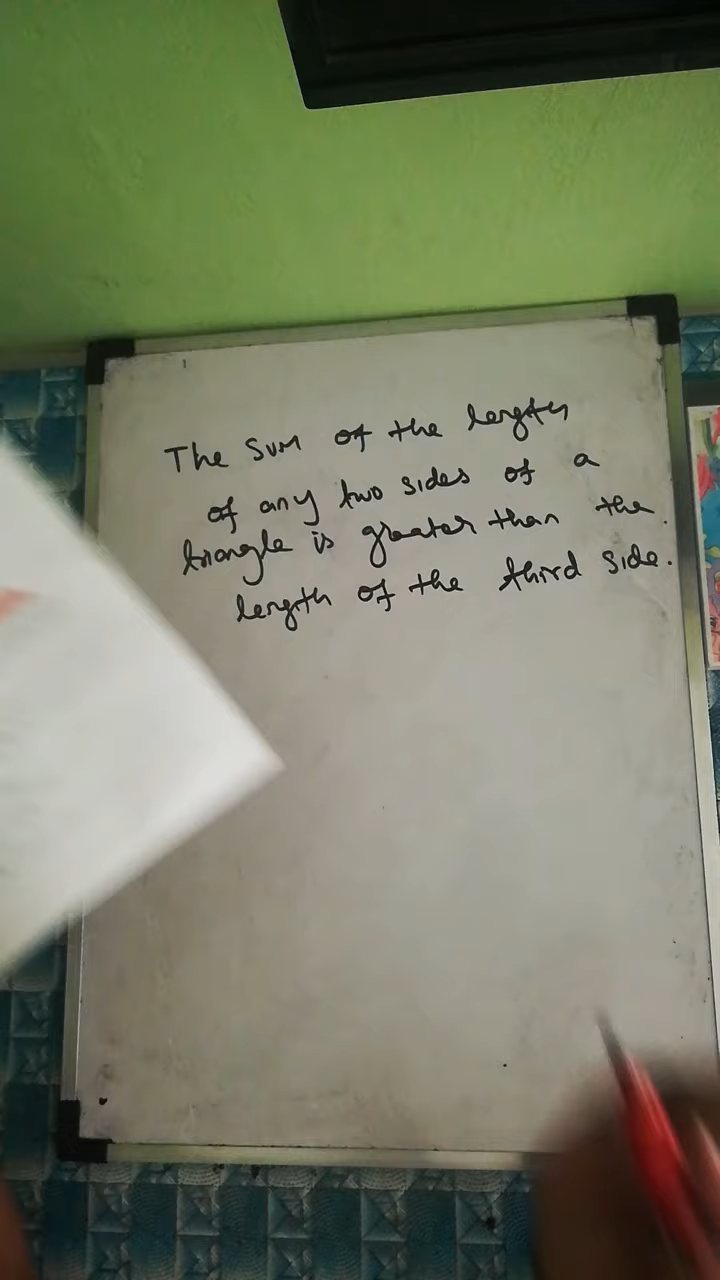 The sum of the length
of any two sides of a
triangle is greater than the.
length of the third side.